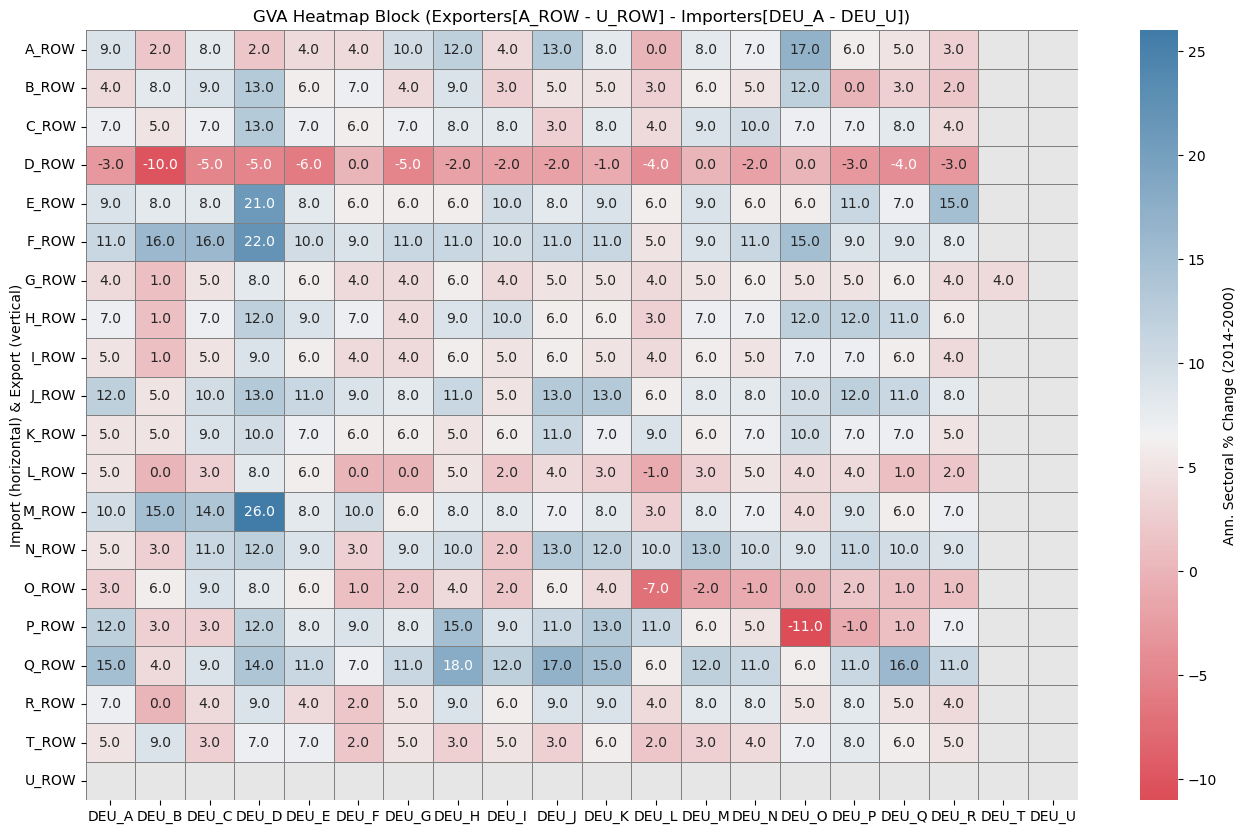 GVA Heatmap Block (Exporters[A_ROW - U_ROW] - Importers[DEU_A - DEU_U])
A_ROW 9.0 2.0 8.0 2.0 4.0 4.0 10.0 12.0 4.0 13.0 8.0 0.0 8.0 7.0 17.0 6.0 5.0 3.0
B_ROW 4.0 8.0 9.0 13.0 6.0 7.0 4.0 9.0 3.0 5.0 5.0 3.0 6.0 5.0 12.0 0.0 3.0 2.0
C_ROW 7.0 5.0 7.0 13.0 7.0 6.0 7.0 8.0 8.0 3.0 8.0 4.0 9.0 10.0 7.0 7.0 8.0 4.0
D_ROW -3.0 -10.0 -5.0 -5.0 -6.0 0.0 -5.0 -2.0 -2.0 -2.0 -1.0 -4.0 0.0 -2.0 0.0 -3.0 -4.0 -3.0
E_ROW 9.0 8.0 8.0 21.0 8.0 6.0 6.0 6.0 10.0 8.0 9.0 6.0 9.0 6.0 6.0 11.0 7.0 15.0
F_ROW 11.0 16.0 16.0 22.0 10.0 9.0 11.0 11.0 10.0 11.0 11.0 5.0 9.0 11.0 15.0 9.0 9.0 8.0
G_ROW 4.0 1.0 5.0 8.0 6.0 4.0 4.0 6.0 4.0 5.0 5.0 4.0 5.0 6.0 5.0 5.0 6.0 4.0 4.0
H_ROW 7.0 1.0 7.0 12.0 9.0 7.0 4.0 9.0 10.0 6.0 6.0 3.0 7.0 7.0 12.0 12.0 11.0 6.0
I_ROW 5.0 1.0 5.0 9.0 6.0 4.0 4.0 6.0 5.0 6.0 5.0 4.0 6.0 5.0 7.0 7.0 6.0 4.0
J_ROW 12.0 5.0 10.0 13.0 11.0 9.0 8.0 11.0 5.0 13.0 13.0 6.0 8.0 8.0 10.0 12.0 11.0 8.0
K_ROW 5.0 5.0 9.0 10.0 7.0 6.0 6.0 5.0 6.0 11.0 7.0 9.0 6.0 7.0 10.0 7.0 7.0 5.0
L_ROW 5.0 0.0 3.0 8.0 6.0 0.0 0.0 5.0 2.0 4.0 3.0 -1.0 3.0 5.0 4.0 4.0 1.0 2.0
M_ROW 10.0 15.0 14.0 26.0 8.0 10.0 6.0 8.0 8.0 7.0 8.0 3.0 8.0 7.0 4.0 9.0 6.0 7.0
N_ROW 5.0 3.0 11.0 12.0 9.0 3.0 9.0 10.0 2.0 13.0 12.0 10.0 13.0 10.0 9.0 11.0 10.0 9.0
O_ROW 3.0 6.0 9.0 8.0 6.0 1.0 2.0 4.0 2.0 6.0 4.0 -7.0 -2.0 -1.0 0.0 2.0 1.0 1.0
P_ROW 12.0 3.0 3.0 12.0 8.0 9.0 8.0 15.0 9.0 11.0 13.0 11.0 6.0 5.0 -11.0 -1.0 1.0 7.0
Q_ROW 15.0 4.0 9.0 14.0 11.0 7.0 11.0 18.0 12.0 17.0 15.0 6.0 12.0 11.0 6.0 11.0 16.0 11.0
R_ROW 7.0 0.0 4.0 9.0 4.0 2.0 5.0 9.0 6.0 9.0 9.0 4.0 8.0 8.0 5.0 8.0 5.0 4.0
T_ROW 5.0 9.0 3.0 7.0 7.0 2.0 5.0 3.0 5.0 3.0 6.0 2.0 3.0 4.0 7.0 8.0 6.0 5.0
U_ROW
DEU_A DEU_B DEU_C DEU_D DEU_E DEU_F DEU_G DEU_H DEU_I DEU_J DEU_K DEU_L DEU_M DEU_N DEU_O DEU_P DEU_Q DEU_R DEU_T DEU_U
Import (horizontal) & Export (vertical)
25
20
15
10
5
0
−5
−10
Ann. Sectoral % Change (2014-2000)